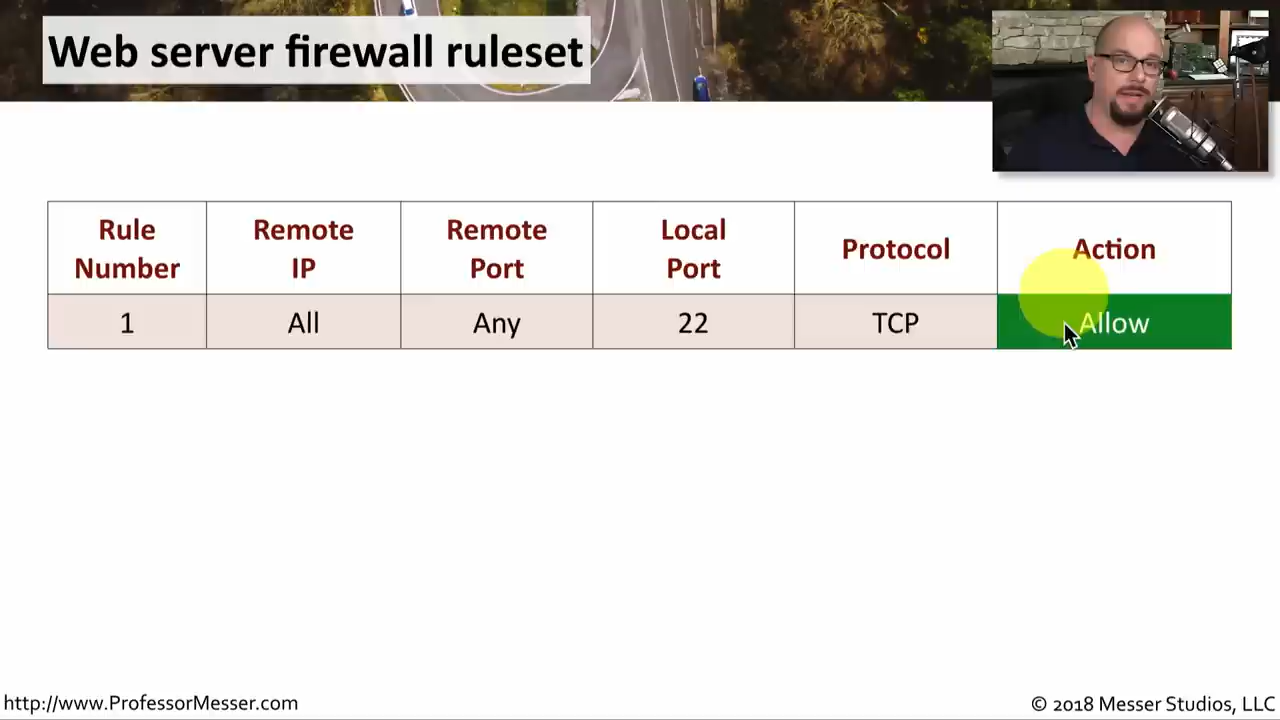 Web server firewall ruleset
Rule Number
Remote IP
Remote Port
Local Port
Protocol
Action
1
All
Any
22
TCP
Allow
http://www.ProfessorMesser.com
© 2018 Messer Studios, LLC